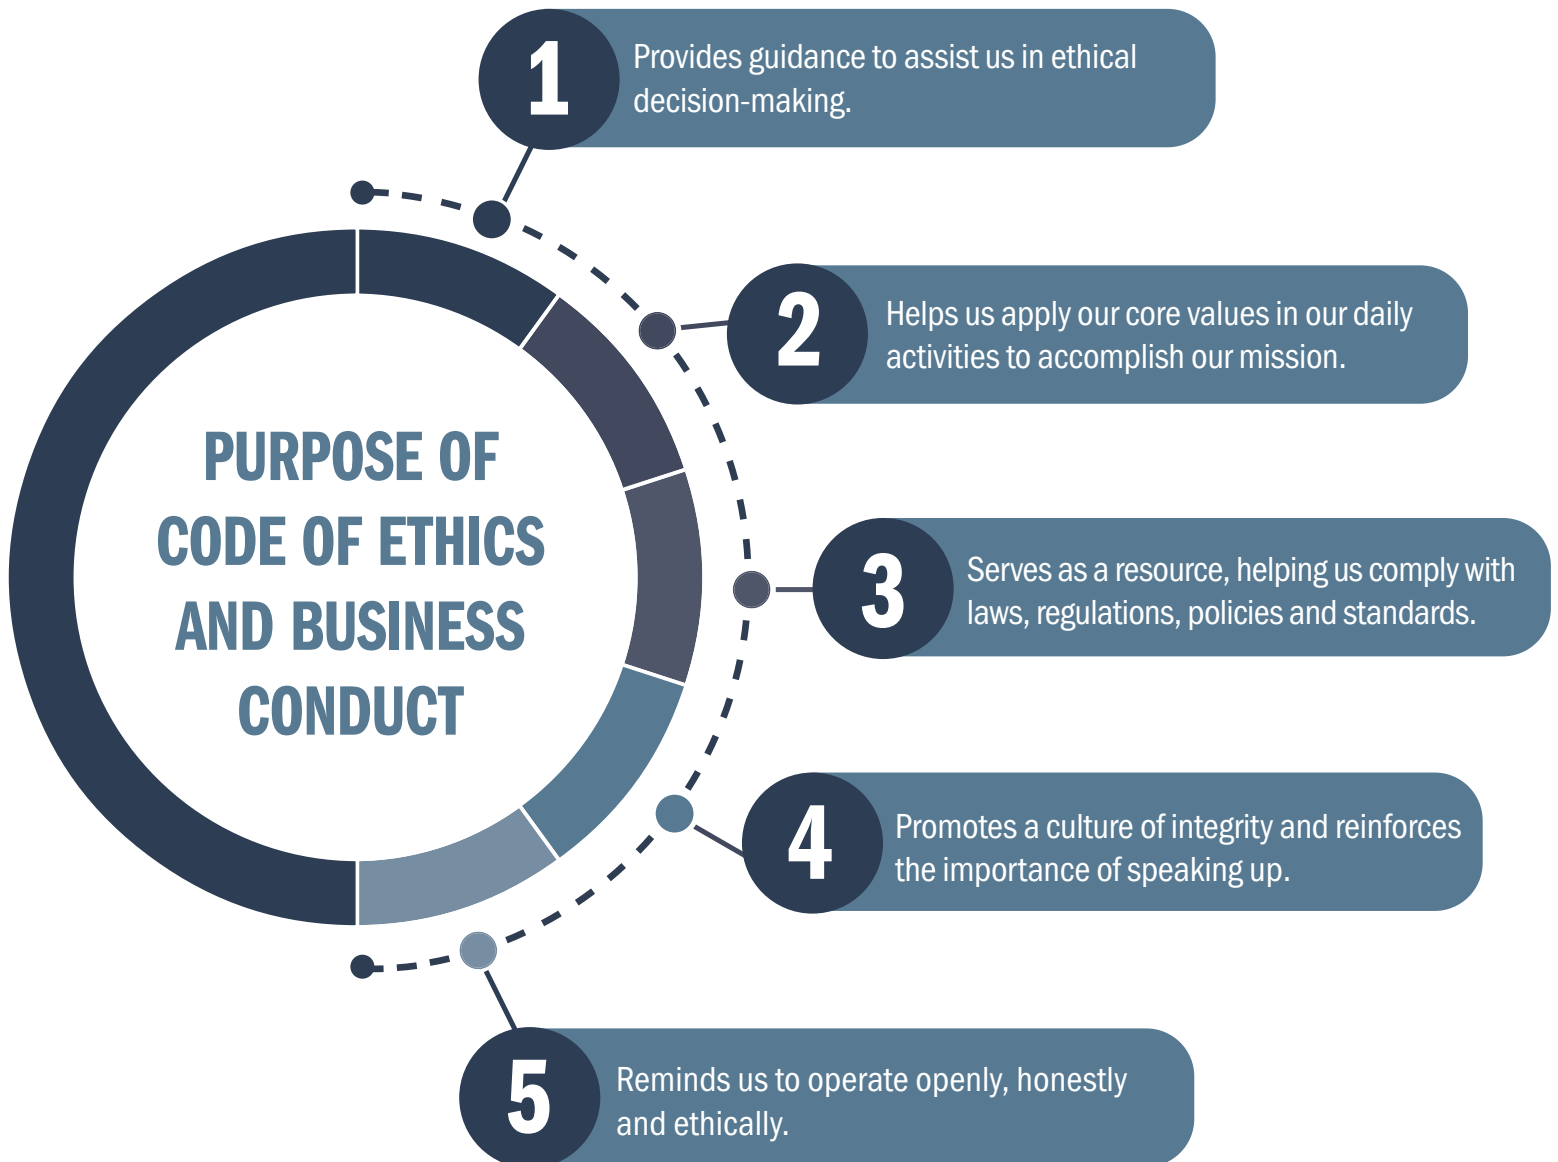 PURPOSE OF
CODE OF ETHICS
AND BUSINESS
CONDUCT
1
Provides guidance to assist us in ethical
decision-making.
2
Helps us apply our core values in our daily
activities to accomplish our mission.
3
Serves as a resource, helping us comply with
laws, regulations, policies and standards.
4
Promotes a culture of integrity and reinforces
the importance of speaking up.
5
Reminds us to operate openly, honestly
and ethically.